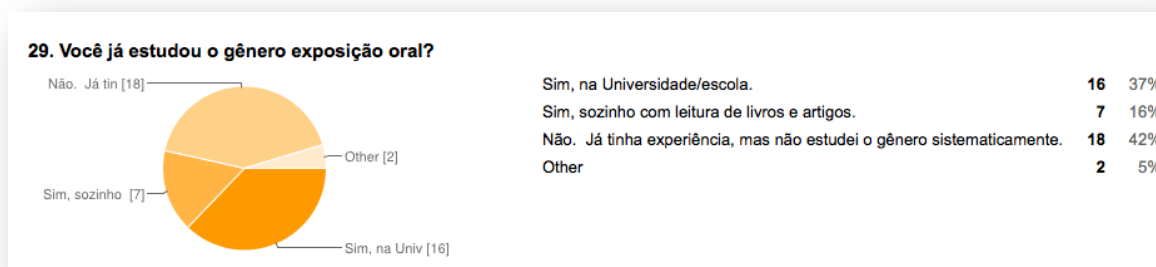 29. Você já estudou o gênero exposição oral?
Não.  Já tin [18]
Other [2]
Sim, sozinho  [7]
Sim, na Univ [16]
Sim, na Universidade/escola. 16 37%
Sim, sozinho com leitura de livros e artigos. 7 16%
Não.  Já tinha experiência, mas não estudei o gênero sistematicamente. 18 42%
Other 2 5%